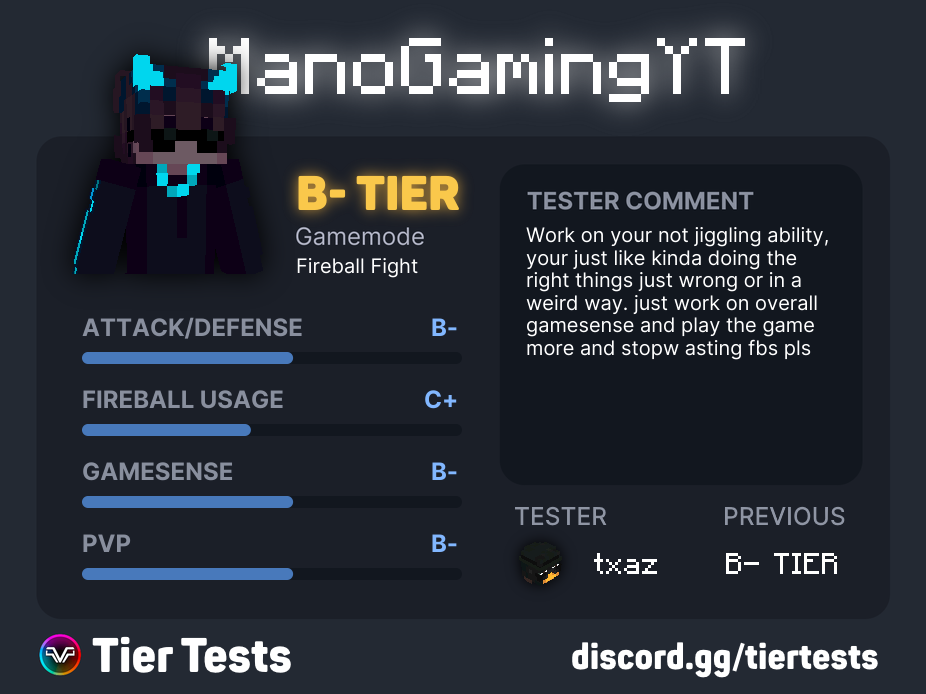 ManoGamingYT
B- TIER
Gamemode
Fireball Fight
ATTACK/DEFENSE B-
FIREBALL USAGE C+
GAMESENSE B-
PVP B-
TESTER COMMENT
Work on your not jiggling ability,
your just like kinda doing the
right things just wrong or in a
weird way. just work on overall
gamesense and play the game
more and stopw asting fbs pls
TESTER
txaz
PREVIOUS
B- TIER
Tier Tests
discord.gg/tiertests